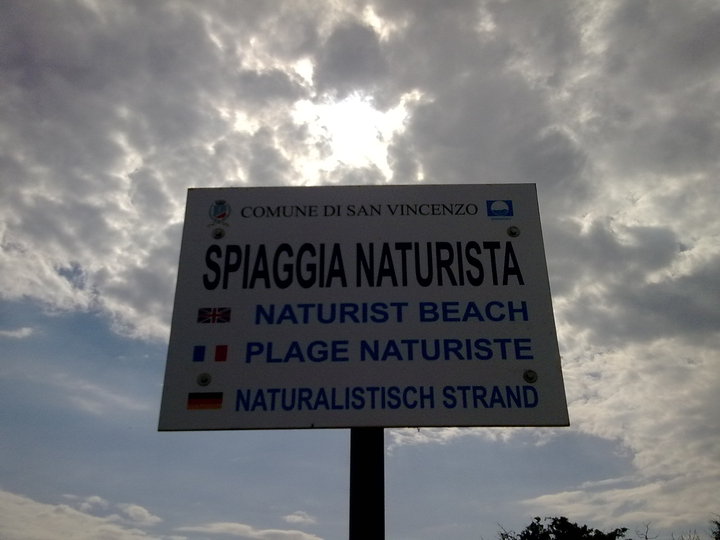 COMUNE DI SAN VINCENZO
SPIAGGIA NATURISTA
NATURIST BEACH
PLAGE NATURISTE
NATURALISTISCH STRAND